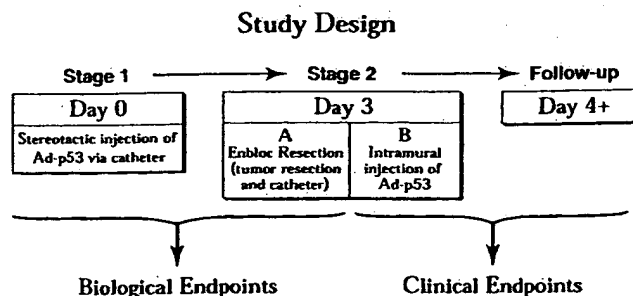 Study Design
Stage 1
Stage 2
Follow-up
Day 0
Stereotactic injection of
Ad-p53 via catheter
Day 3
A
Enbloc Resection
(tumor resection
and catheter)
B
Intramural
injection of
Ad-p53
Day 4+
Biological Endpoints
Clinical Endpoints